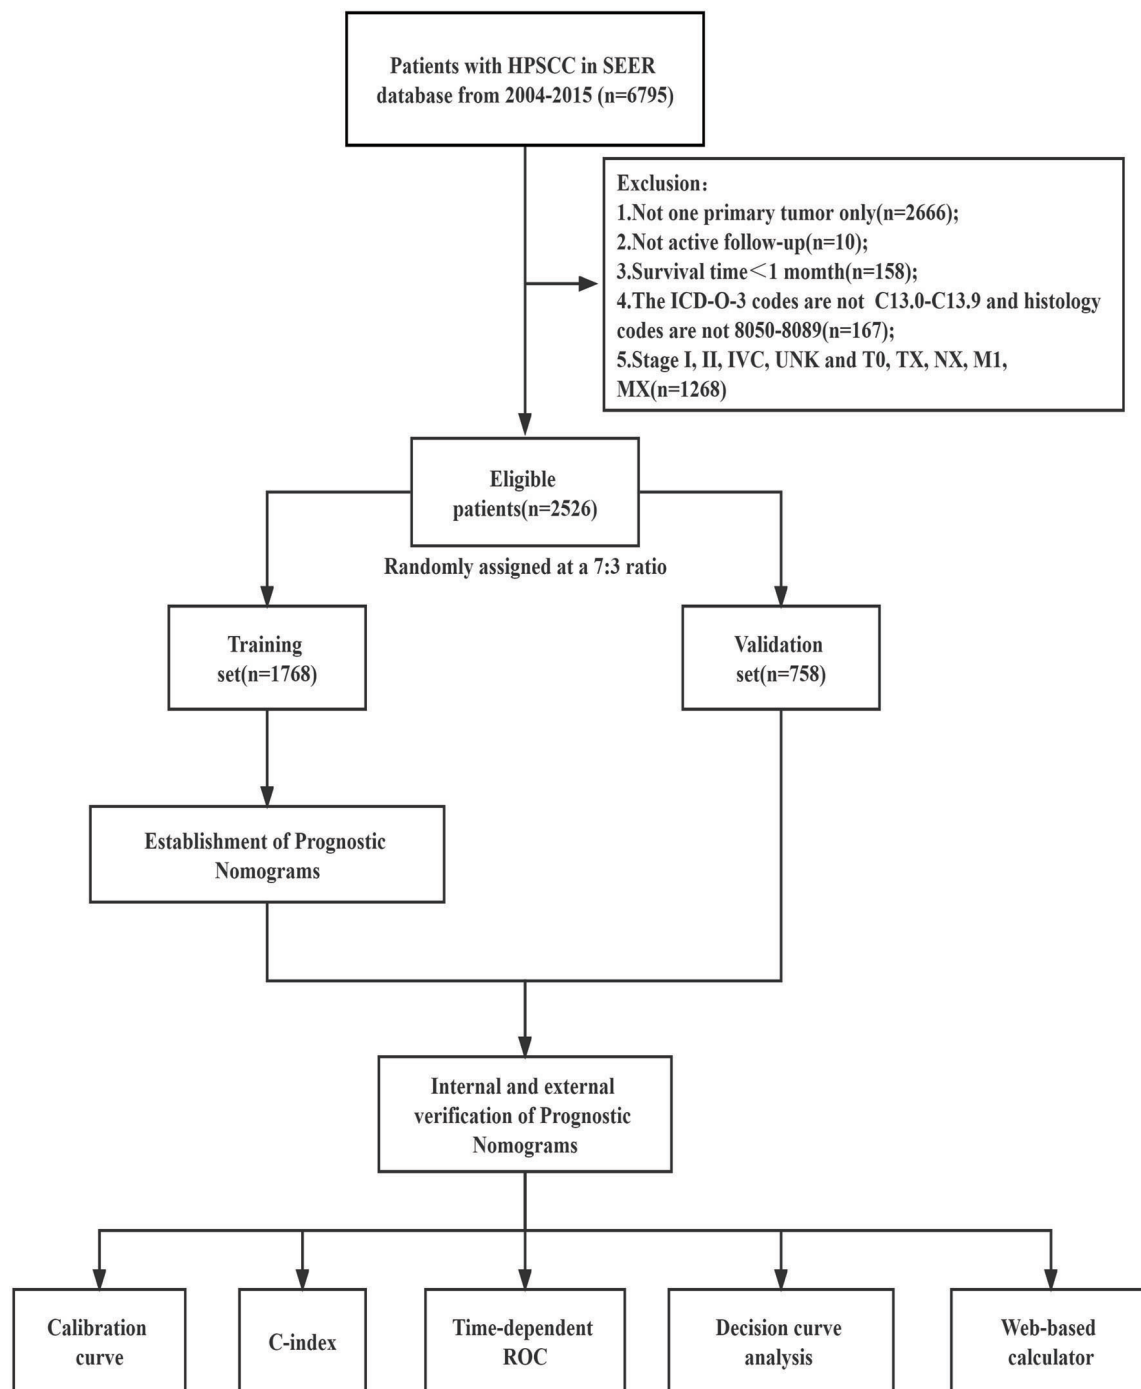 Patients with HPSCC in SEER
database from 2004-2015 (n=6795)
Exclusion：
1.Not one primary tumor only(n=2666);
2.Not active follow-up(n=10);
3.Survival time＜1 momth(n=158);
4.The ICD-O-3 codes are not C13.0-C13.9 and histology
codes are not 8050-8089(n=167);
5.Stage I, II, IVC, UNK and T0, TX, NX, M1,
MX(n=1268)
Eligible
patients(n=2526)
Randomly assigned at a 7:3 ratio
Training
set(n=1768)
Validation
set(n=758)
Establishment of Prognostic
Nomograms
Internal and external
verification of Prognostic
Nomograms
Calibration
curve
C-index
Time-dependent
ROC
Decision curve
analysis
Web-based
calculator